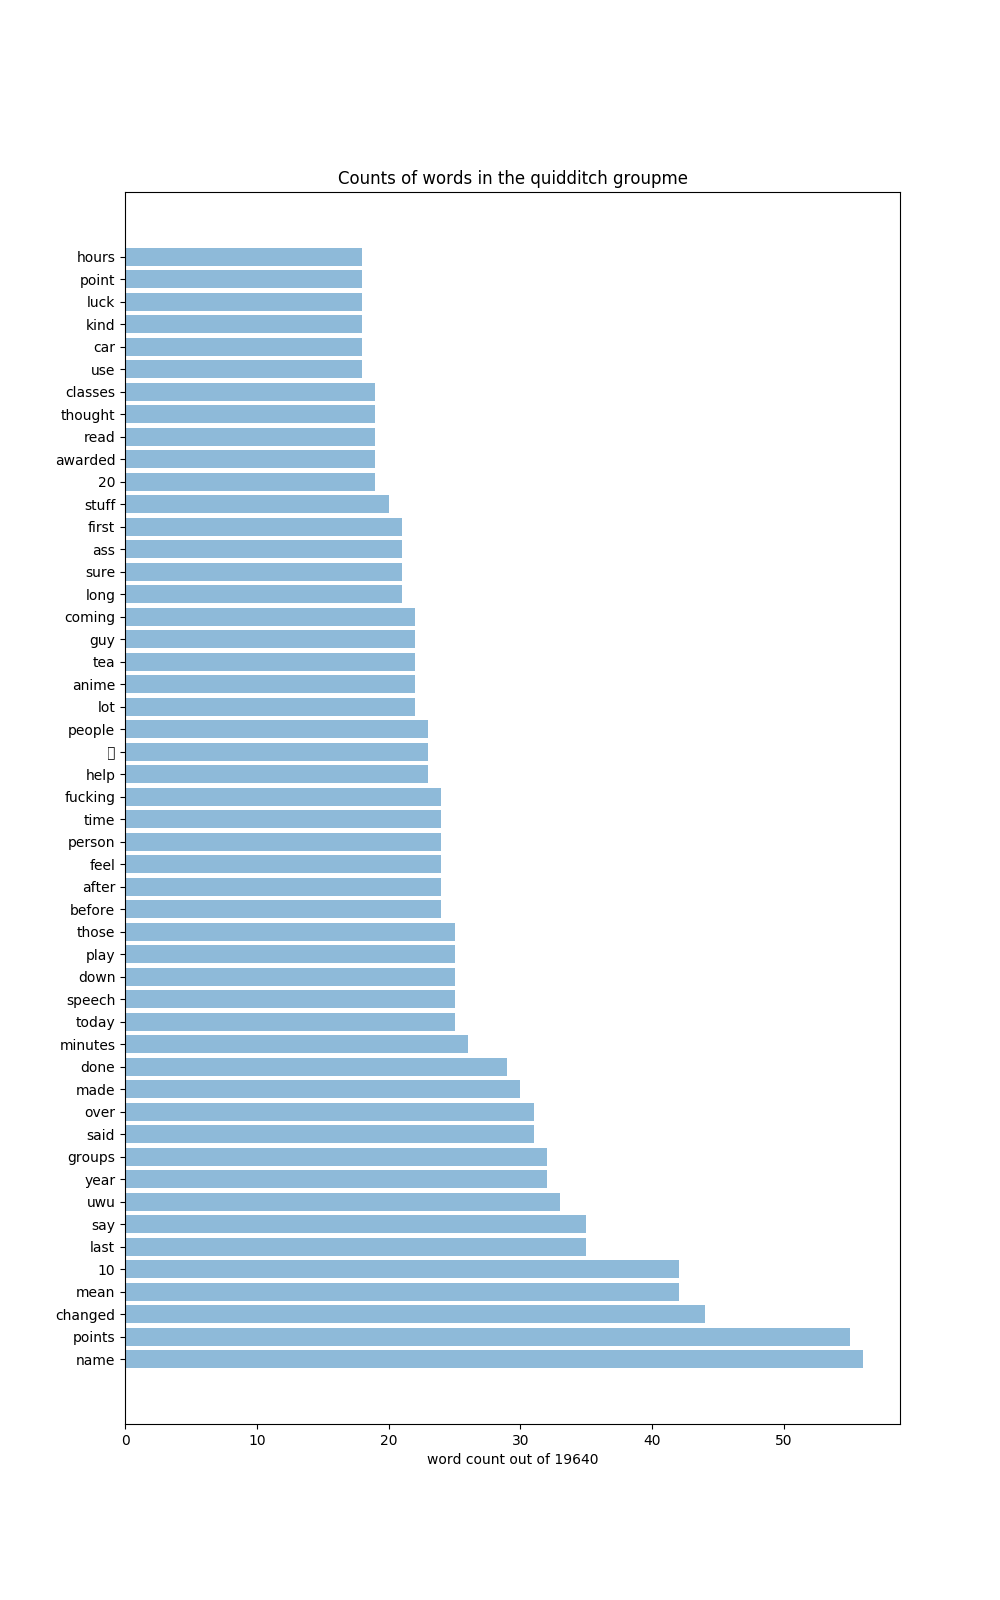 Counts of words in the quidditch groupme
hours
point
luck
kind
car
use
classes
thought
read
awarded
20
stuff
first
ass
sure
long
coming
guy
tea
anime
lot
people
help
fucking
time
person
feel
after
before
those
play
down
speech
today
minutes
done
made
over
said
groups
year
uwu
say
last
10
mean
changed
points
name
0 10 20 30 40 50
word count out of 19640